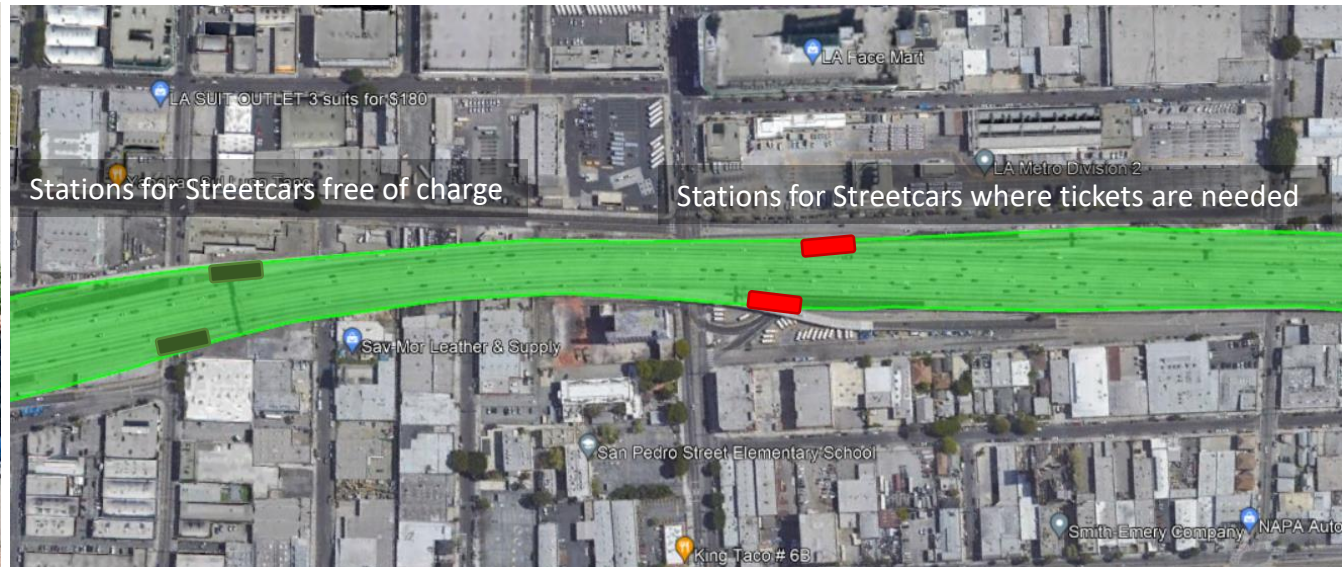 LA Face Mart
LA SUIT OUTLET 3 suits for $180
LA Metro Division 2
Stations for Streetcars free of charge
Stations for Streetcars where tickets are needed
Sav-Mor Leather & Supply
San Pedro Street Elementary School
Smith-Emery Company
NAPA Auto
King Taco # 6B